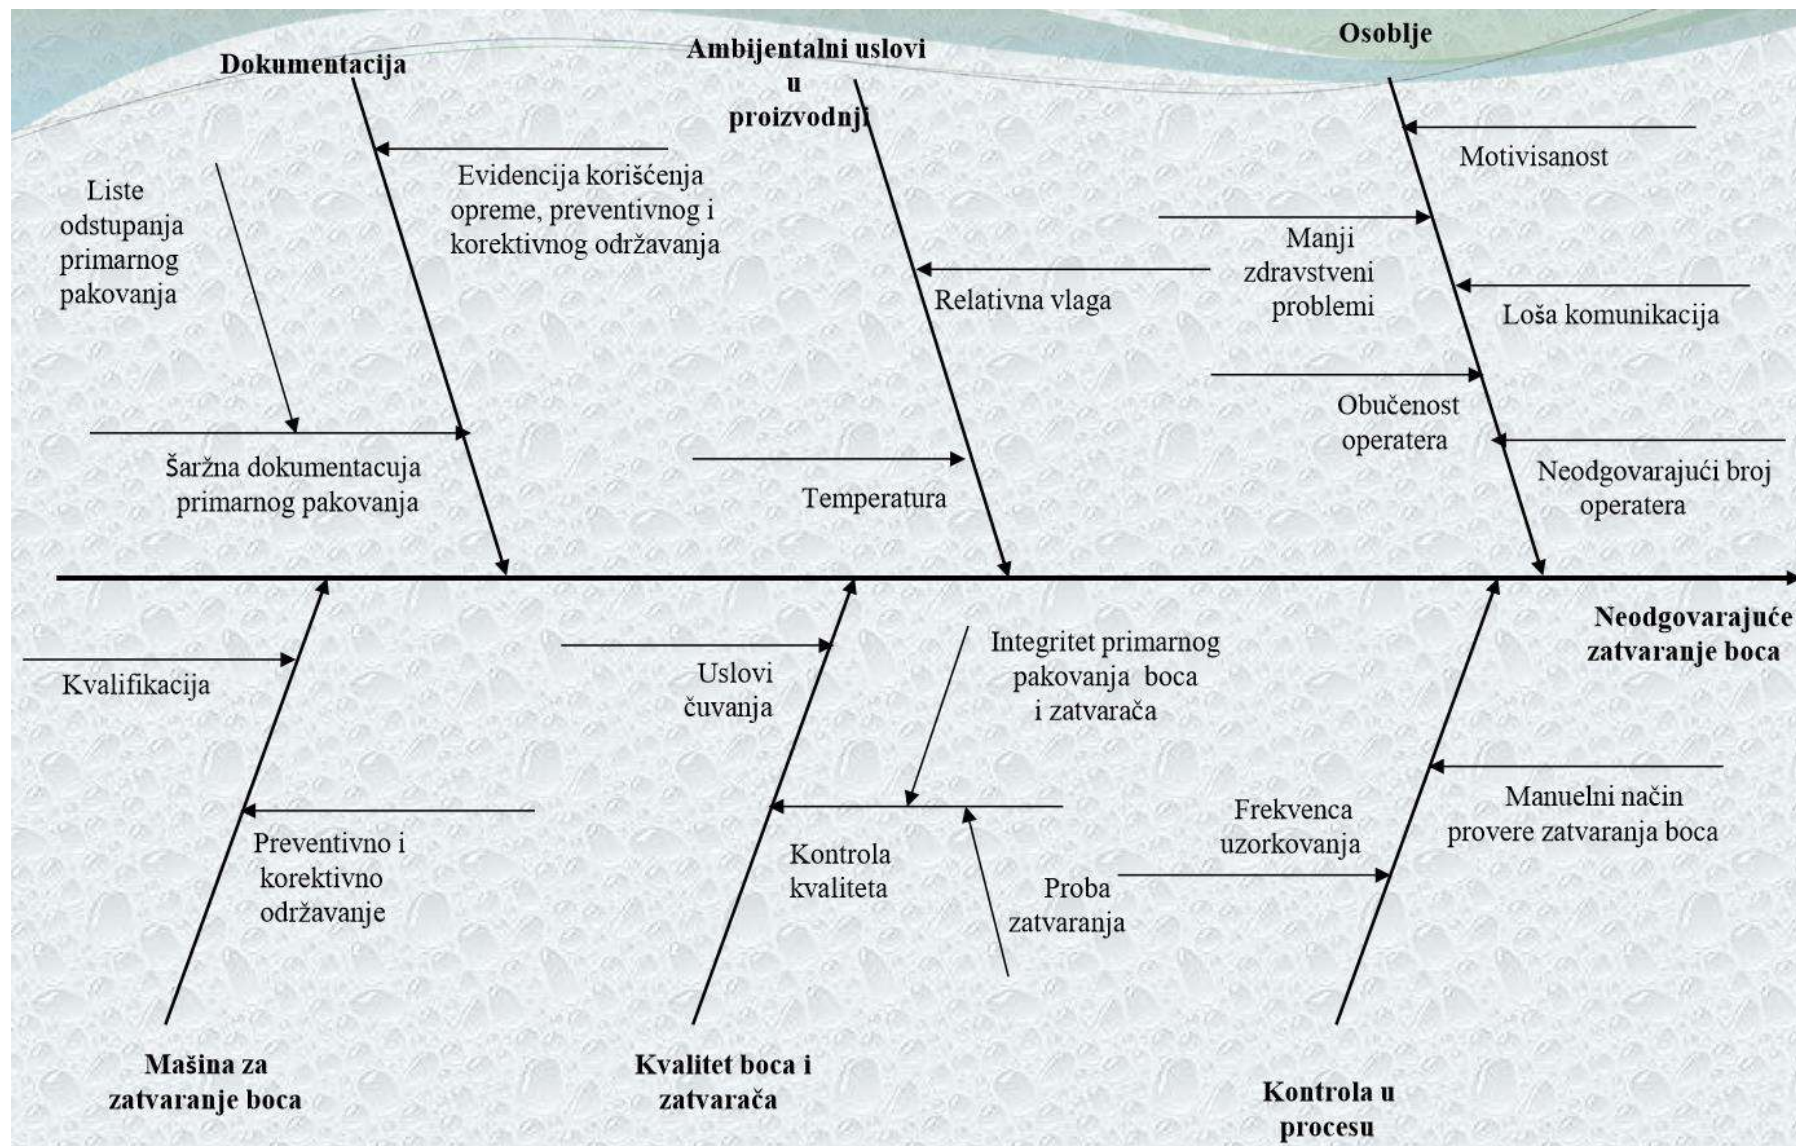 Dokumentacija
Ambijentalni uslovi
u
proizvodnji
Osoblje
Liste
odstupanja
primarnog
pakovanja
Evidencija korišćenja
opreme, preventivnog i
korektivnog održavanja
Šaržna dokumentacuja
primarnog pakovanja
Relativna vlaga
Temperatura
Motivisanost
Manji
zdravstveni
problemi
Loša komunikacija
Obučenost
operatera
Neodgovarajući broj
operatera
Neodgovarajuće
zatvaranje boca
Kvalifikacija
Preventivno i
korektivno
održavanje
Uslovi
čuvanja
Integritet primarnog
pakovanja boca
i zatvarača
Kontrola
kvaliteta
Proba
zatvaranja
Frekvenca
uzorkovanja
Manuelni način
provere zatvaranja boca
Mašina za
zatvaranje boca
Kvalitet boca i
zatvarača
Kontrola u
procesu